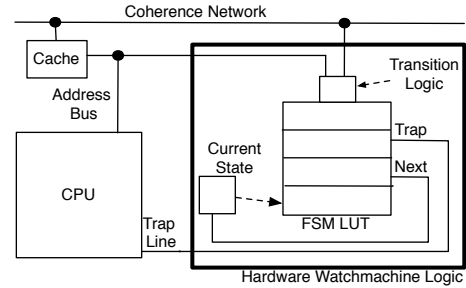 Coherence Network
Cache
Transition
Logic
Address
Bus
Trap
Current
State
Next
CPU
Trap
Line
FSM LUT
Hardware Watchmachine Logic